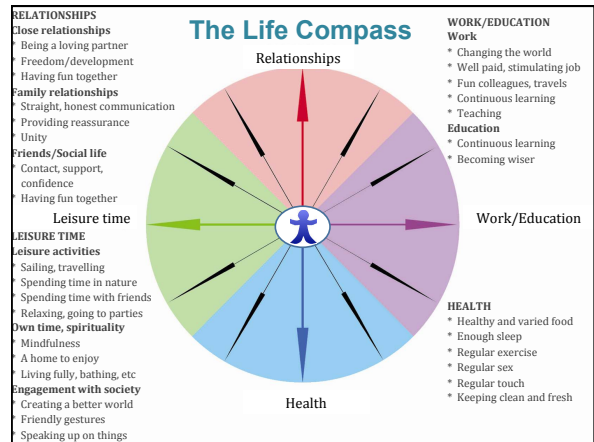 The Life Compass
RELATIONSHIPS
Close relationships
* Being a loving partner
* Freedom/development
* Having fun together
Family relationships
* Straight, honest communication
* Providing reassurance
* Unity
Friends/Social life
* Contact, support,
confidence
* Having fun together
Relationships
WORK/EDUCATION
Work
* Changing the world
* Well paid, stimulating job
* Fun colleagues, travels
* Continuous learning
* Teaching
Education
* Continuous learning
* Becoming wiser
Leisure time
Work/Education
LEISURE TIME
Leisure activities
* Sailing, travelling
* Spending time in nature
* Spending time with friends
* Relaxing, going to parties
Own time, spirituality
* Mindfulness
* A home to enjoy
* Living fully, bathing, etc
Engagement with society
* Creating a better world
* Friendly gestures
* Speaking up on things
HEALTH
* Healthy and varied food
* Enough sleep
* Regular exercise
* Regular sex
* Regular touch
* Keeping clean and fresh
Health